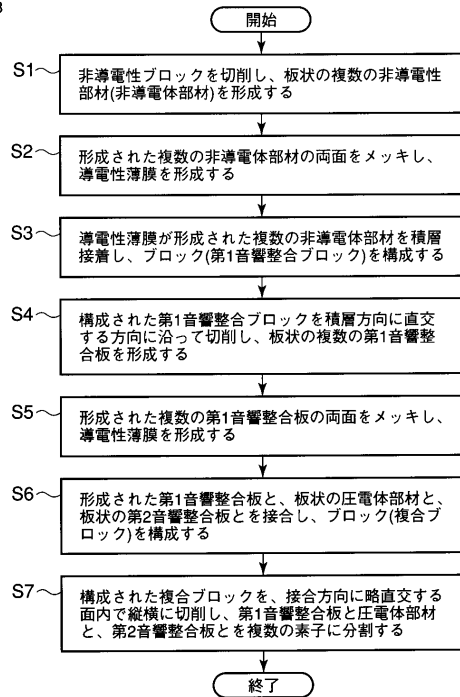 開始
S1
非導電性ブロックを切削し、板状の複数の非導電性
部材(非導電体部材)を形成する
S2
形成された複数の非導電体部材の両面をメッキし、
導電性薄膜を形成する
S3
導電性薄膜が形成された複数の非導電体部材を積層
接着し、ブロック(第1音響整合ブロック)を構成する
S4
構成された第1音響整合ブロックを積層方向に直交
する方向に沿って切削し、板状の複数の第1音響整
合板を形成する
S5
形成された複数の第1音響整合板の両面をメッキし、
導電性薄膜を形成する
S6
形成された第1音響整合板と、板状の圧電体部材と、
板状の第2音響整合板とを接合し、ブロック(複合ブ
ロック)を構成する
S7
構成された複合ブロックを、接合方向に略直交する
面内で縦横に切削し、第1音響整合板と圧電体部材
と、第2音響整合板とを複数の素子に分割する
終了